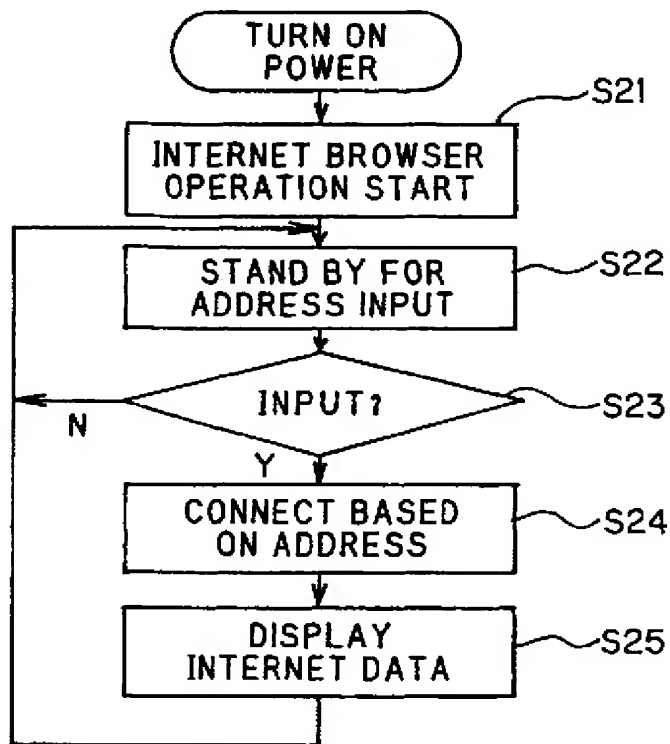 TURN ON
POWER
S21
INTERNET BROWSER
OPERATION START
S22
STAND BY FOR
ADDRESS INPUT
S23
INPUT?
N
Y
S24
CONNECT BASED
ON ADDRESS
S25
DISPLAY
INTERNET DATA